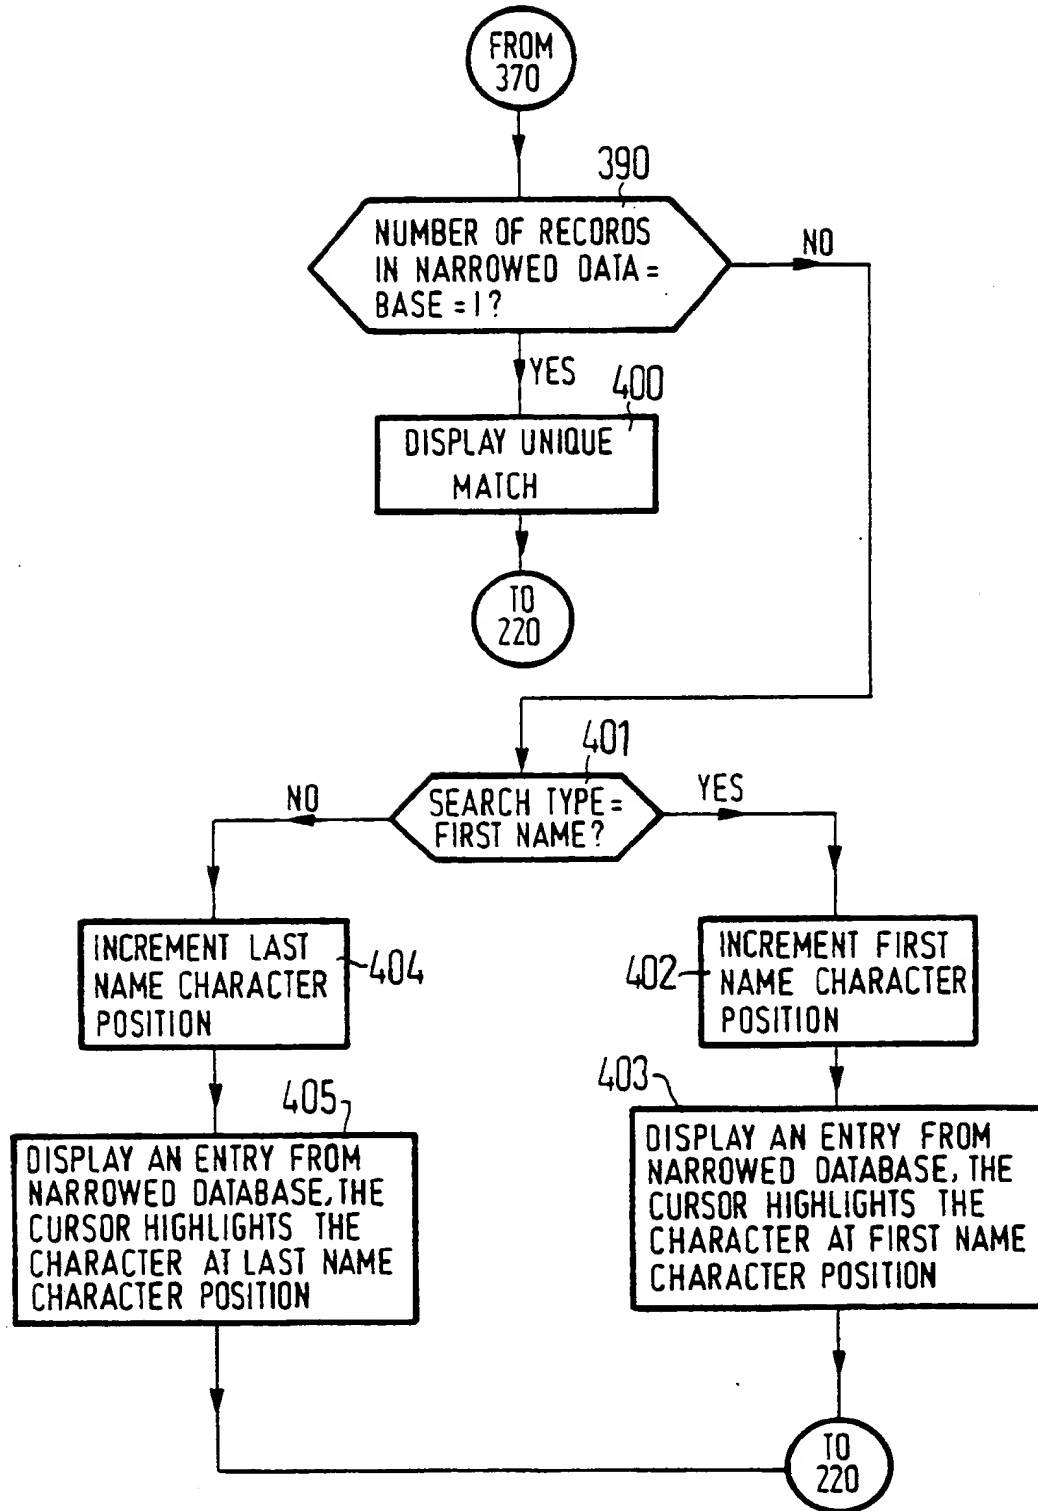 FROM
370
390
NUMBER OF RECORDS
IN NARROWED DATA=
BASE = 1?
NO
YES
400
DISPLAY UNIQUE
MATCH
TO
220
401
SEARCH TYPE=
FIRST NAME?
NO
YES
INCREMENT LAST
NAME CHARACTER
POSITION
404
402
INCREMENT FIRST
NAME CHARACTER
POSITION
405
DISPLAY AN ENTRY FROM
NARROWED DATABASE, THE
CURSOR HIGHLIGHTS THE
CHARACTER AT LAST NAME
CHARACTER POSITION
403
DISPLAY AN ENTRY FROM
NARROWED DATABASE, THE
CURSOR HIGHLIGHTS THE
CHARACTER AT FIRST NAME
CHARACTER POSITION
TO
220